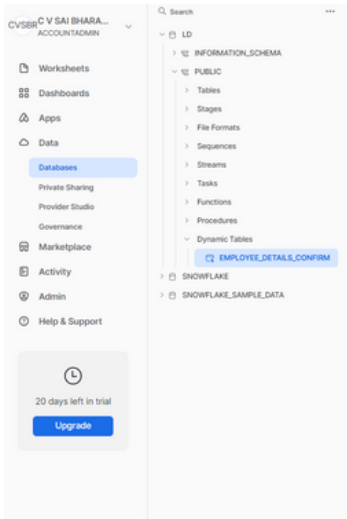 CVSBR
C V SAI BHARA...
ACCOUNTADMIN
Worksheets
Dashboards
Apps
Data
Databases
Private Sharing
Provider Studio
Governance
Marketplace
Activity
Admin
Help & Support
20 days left in trial
Upgrade
Search
LD
INFORMATION_SCHEMA
PUBLIC
Tables
Stages
File Formats
Sequences
Streams
Tasks
Functions
Procedures
Dynamic Tables
EMPLOYEE_DETAILS_CONFIRM
SNOWFLAKE
SNOWFLAKE_SAMPLE_DATA